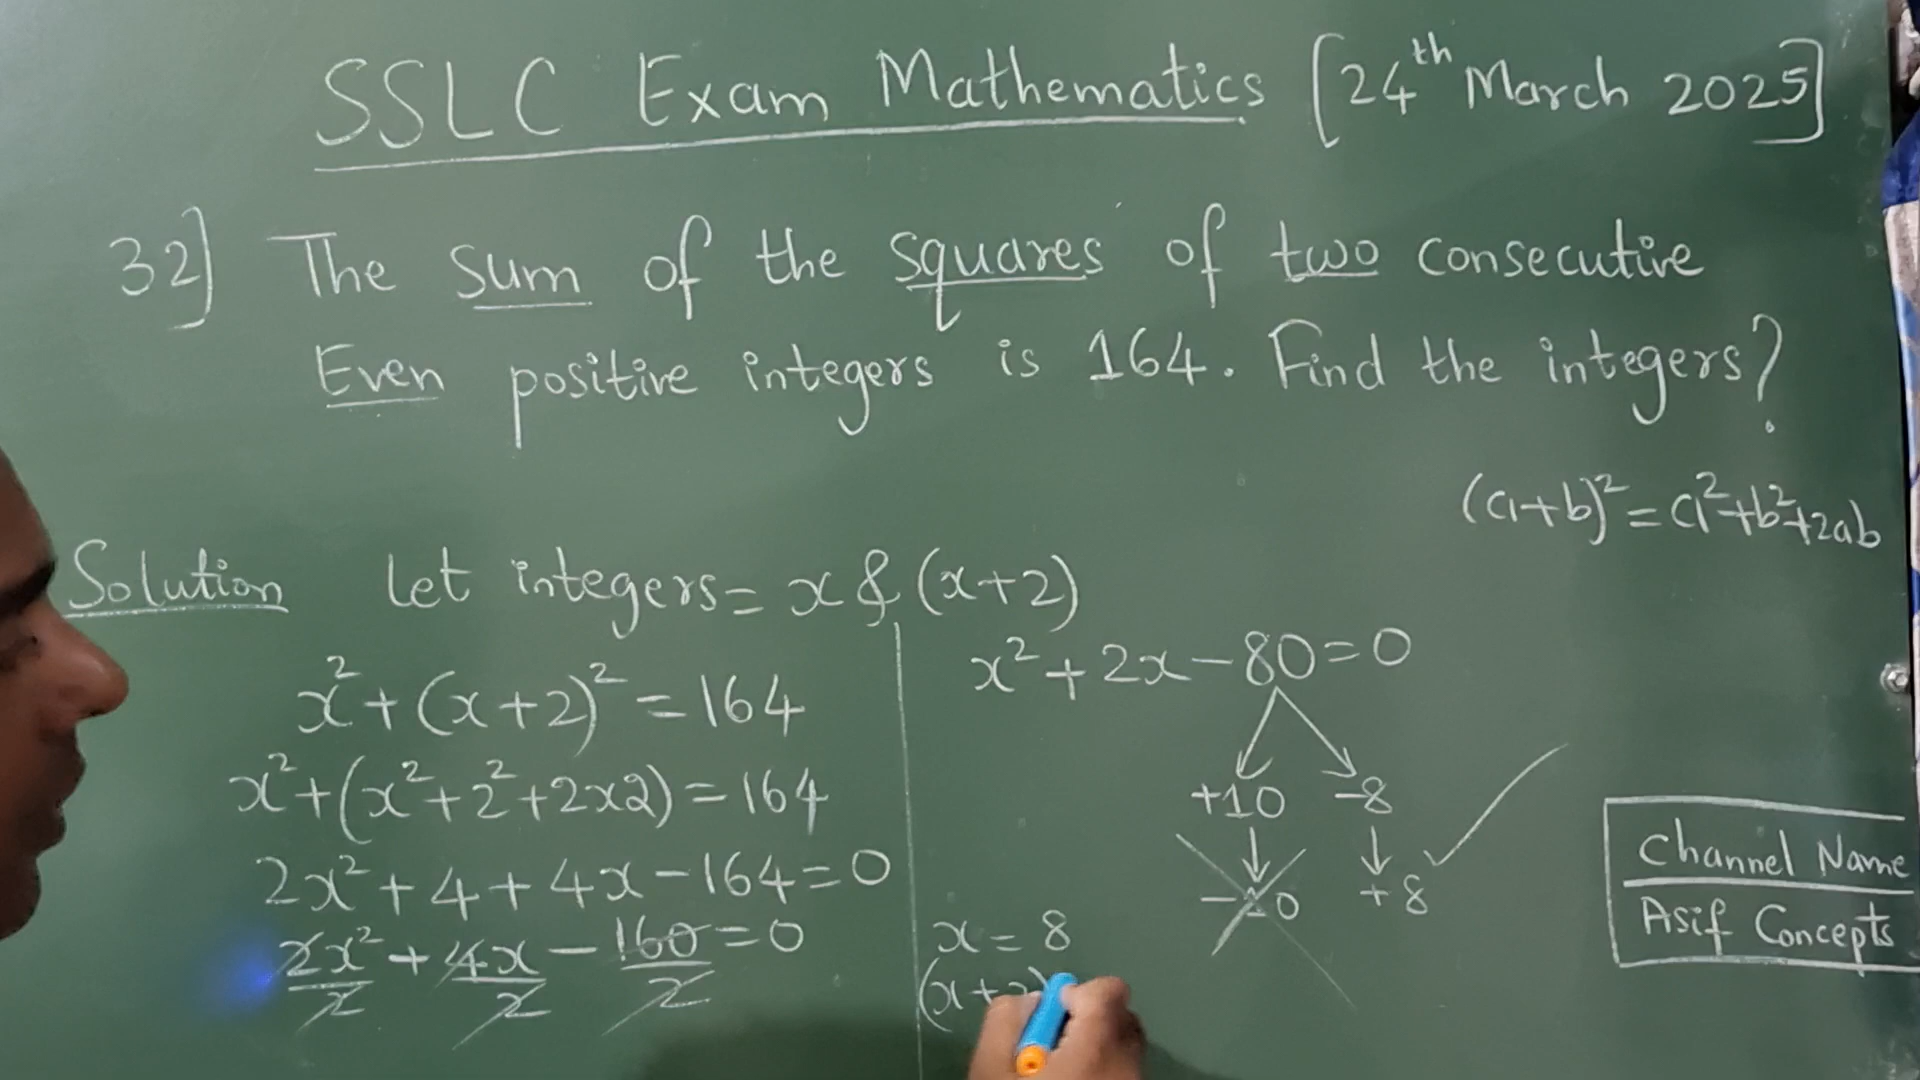 SSLC Exam Mathematics [24th March 2025]
32] The sum of the squares of two consecutive
Even positive integers is 164. Find the integers?
(a+b)²=a²+b²+2ab
Solution Let integers= x & (x+2)
x²+(x+2)²=164
x²+(x²+2²+2x2)=164
2x²+4+4x-164=0
2x²/2+4x/2-160/2=0
x²+2x-80=0
+10 -8
-10 +8
x=8
(x+2)
Channel Name
Asif Concepts